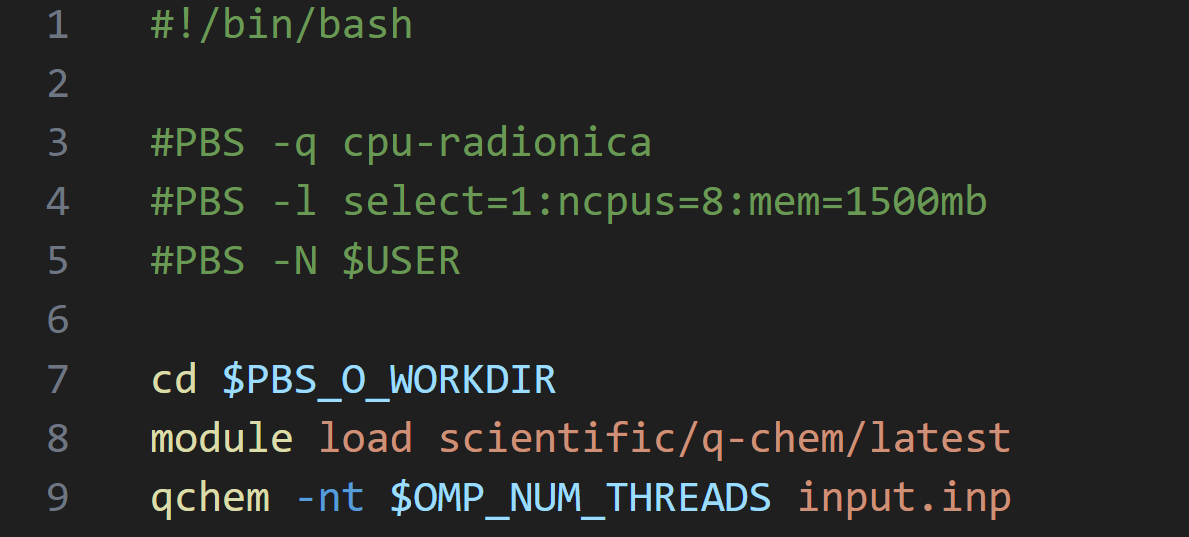 1 #!/bin/bash
2
3 #PBS -q cpu-radionica
4 #PBS -l select=1:ncpus=8:mem=1500mb
5 #PBS -N $USER
6
7 cd $PBS_O_WORKDIR
8 module load scientific/q-chem/latest
9 qchem -nt $OMP_NUM_THREADS input.inp